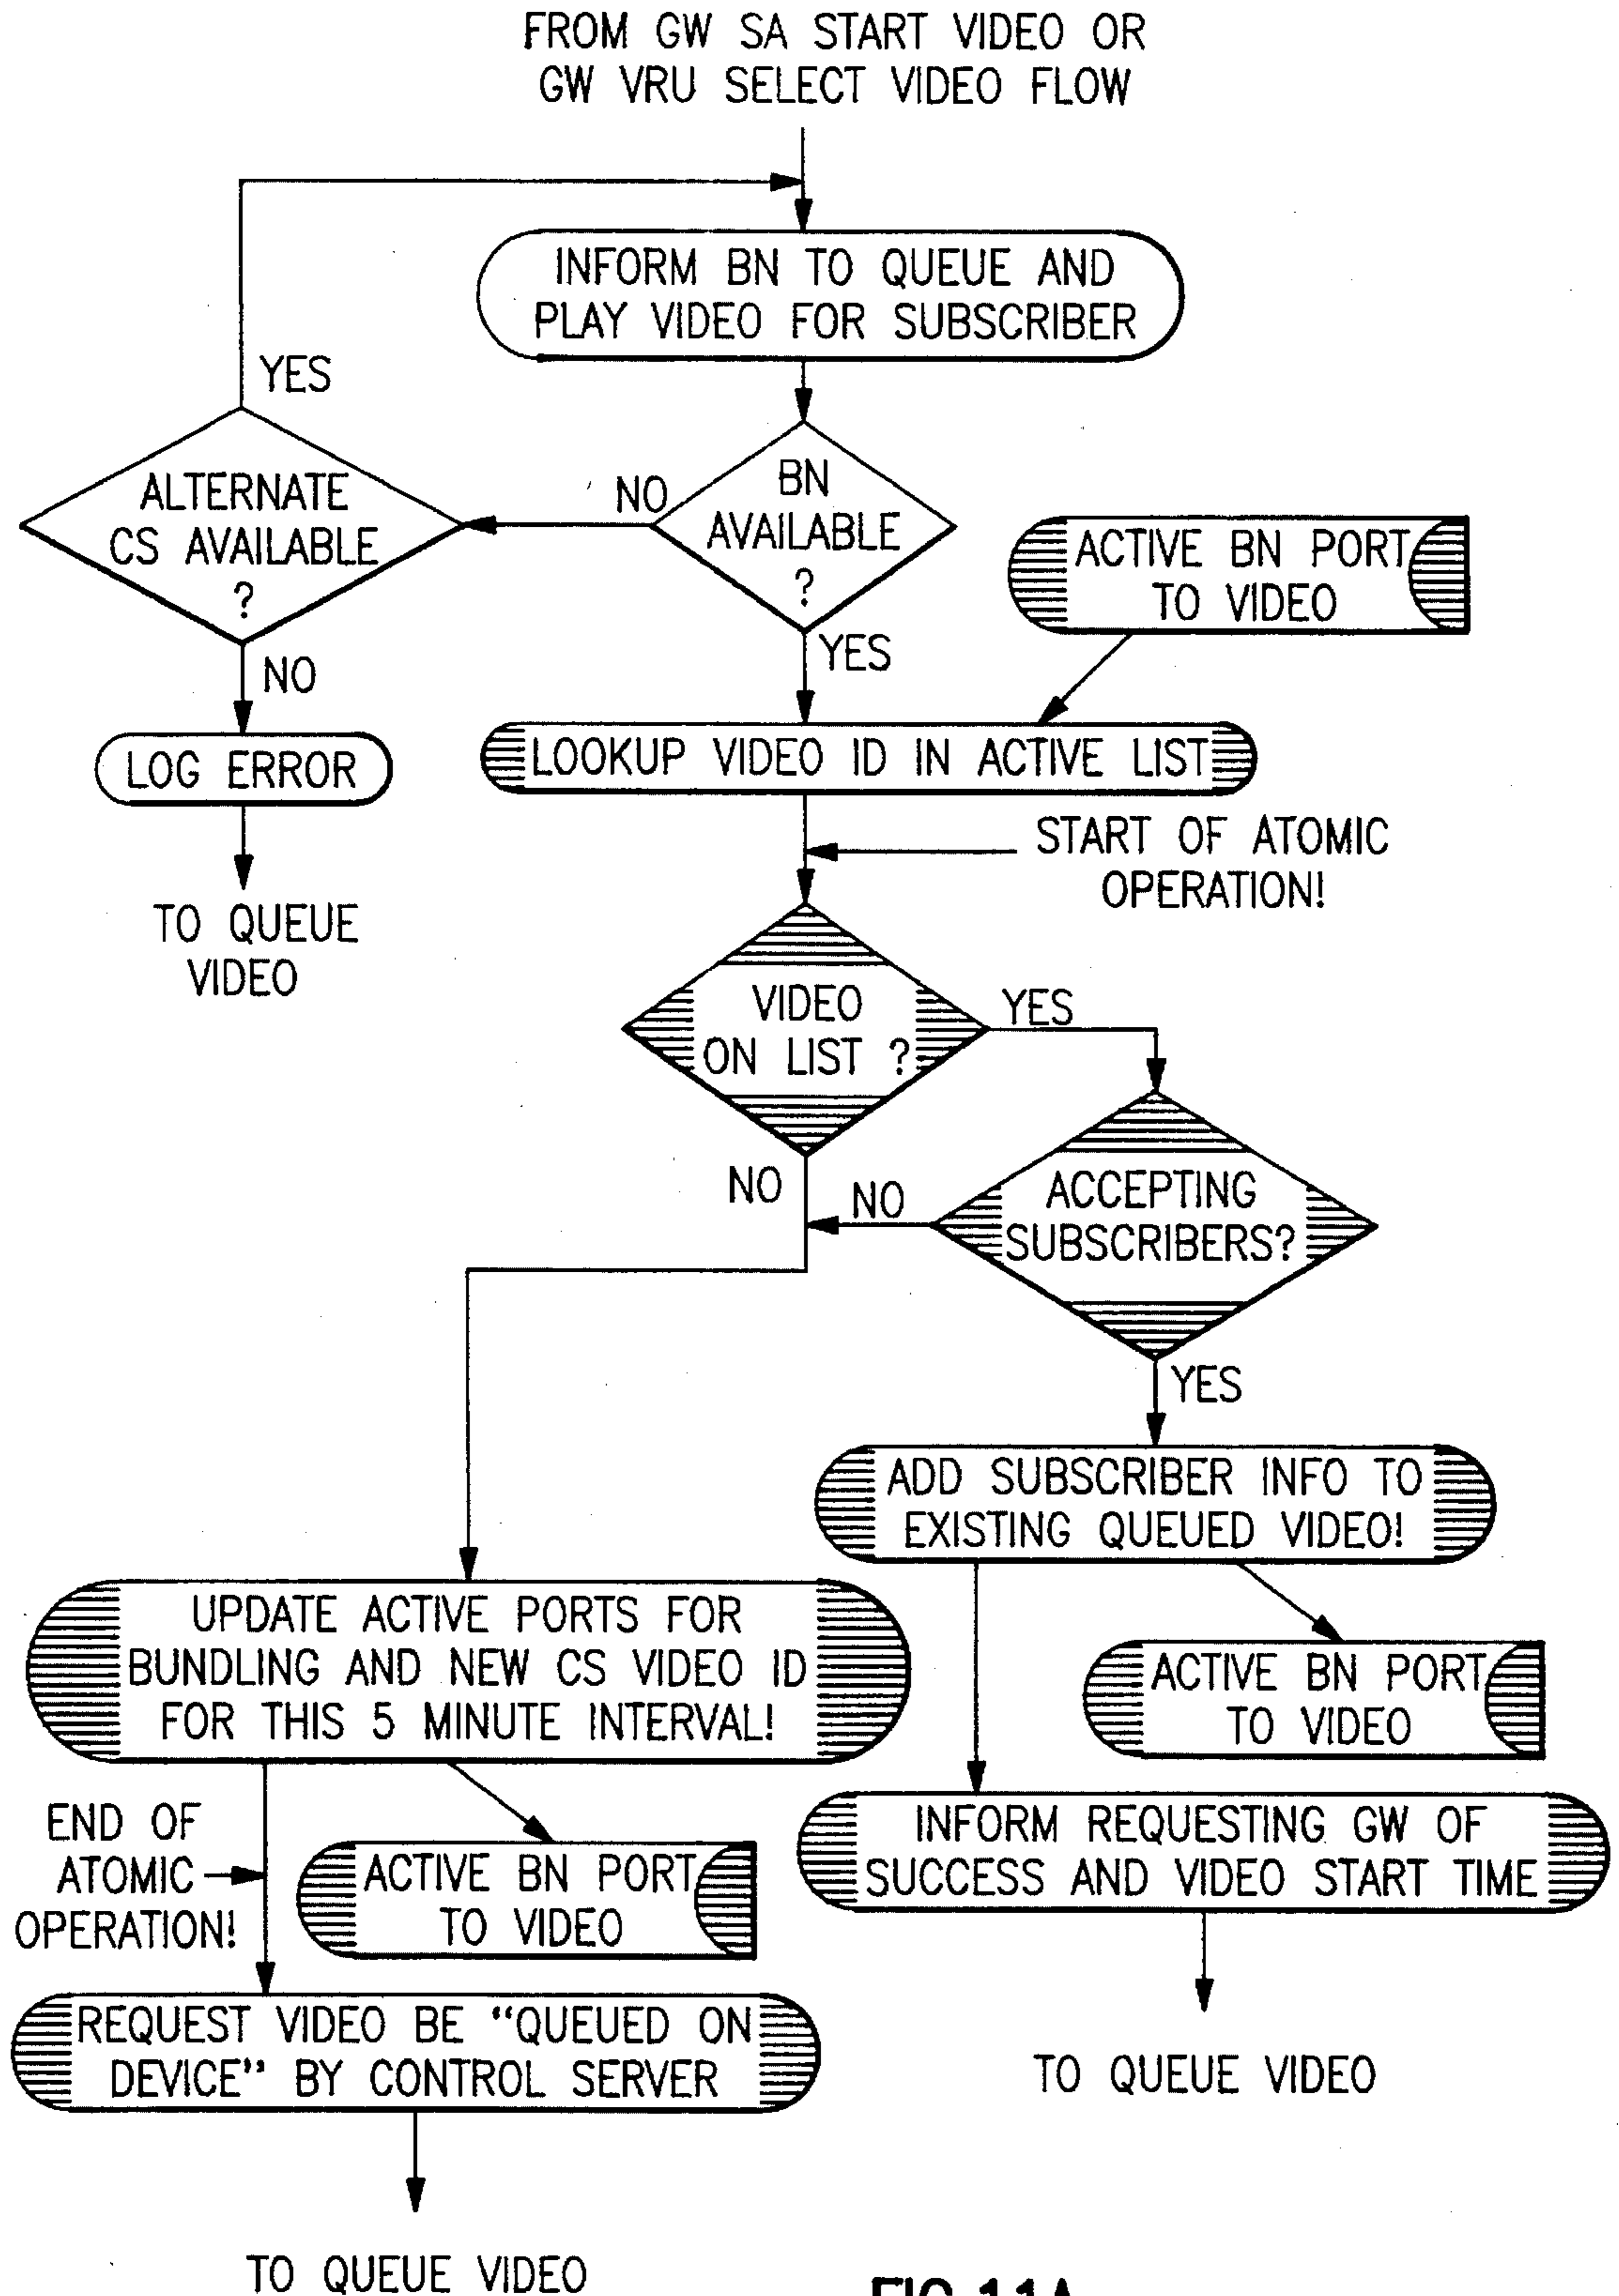 FROM GW SA START VIDEO OR
GW VRU SELECT VIDEO FLOW
INFORM BN TO QUEUE AND
PLAY VIDEO FOR SUBSCRIBER
YES
ALTERNATE
CS AVAILABLE
?
NO
BN
AVAILABLE
?
ACTIVE BN PORT
TO VIDEO
YES
NO
LOG ERROR
LOOKUP VIDEO ID IN ACTIVE LIST
START OF ATOMIC
OPERATION!
TO QUEUE
VIDEO
VIDEO
ON LIST ?
YES
NO
NO
ACCEPTING
SUBSCRIBERS?
YES
ADD SUBSCRIBER INFO TO
EXISTING QUEUED VIDEO!
UPDATE ACTIVE PORTS FOR
BUNDLING AND NEW CS VIDEO ID
FOR THIS 5 MINUTE INTERVAL!
ACTIVE BN PORT
TO VIDEO
END OF
ATOMIC
OPERATION!
ACTIVE BN PORT
TO VIDEO
INFORM REQUESTING GW OF
SUCCESS AND VIDEO START TIME
REQUEST VIDEO BE "QUEUED ON
DEVICE" BY CONTROL SERVER
TO QUEUE VIDEO
TO QUEUE VIDEO
FIG.11A